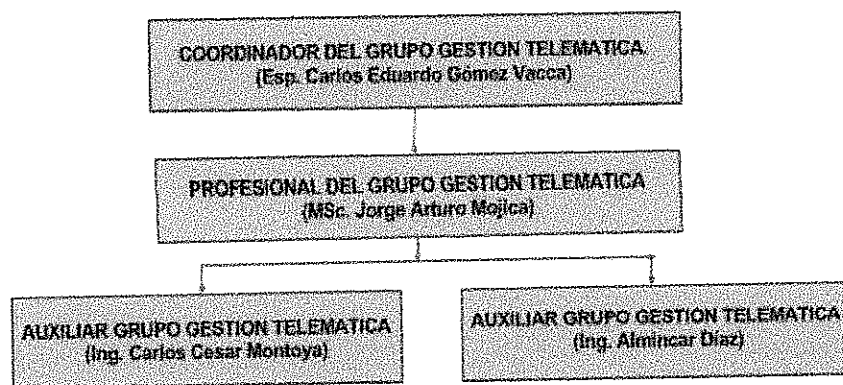 COORDINADOR DEL GRUPO GESTION TELEMATICA.
(Esp. Carlos Eduardo Gómez Vacca)
PROFESIONAL DEL GRUPO GESTION TELEMATICA
(MSc. Jorge Arturo Mojica)
AUXILIAR GRUPO GESTION TELEMATICA
(Ing. Carlos Cesar Montoya)
AUXILIAR GRUPO GESTION TELEMATICA
(Ing. Almincar Díaz)